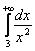 ∫₃^{+∞} dx/x²